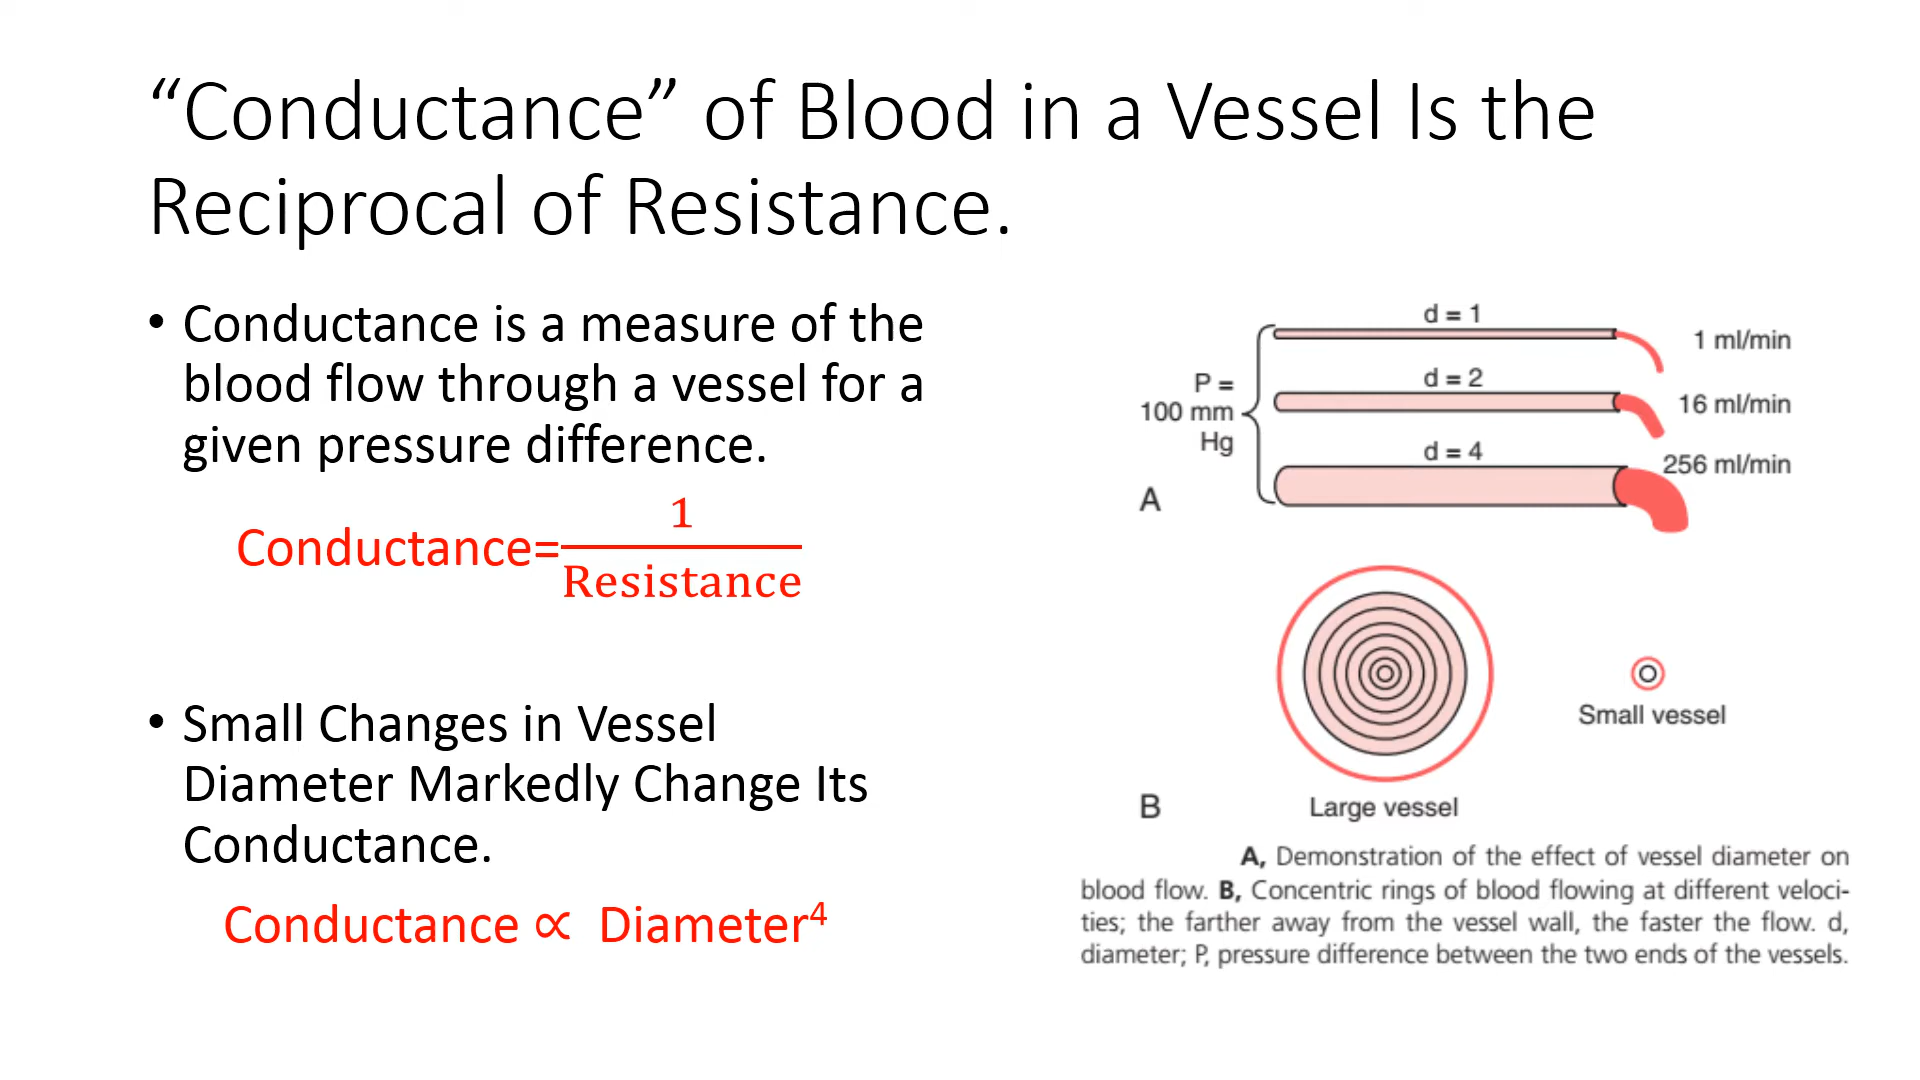 “Conductance” of Blood in a Vessel Is the
Reciprocal of Resistance.
• Conductance is a measure of the
blood flow through a vessel for a
given pressure difference.
Conductance=1/Resistance
• Small Changes in Vessel
Diameter Markedly Change Its
Conductance.
Conductance ∝ Diameter⁴
P =
100 mm
Hg
d = 1
1 ml/min
d = 2
16 ml/min
d = 4
256 ml/min
A
B
Large vessel
Small vessel
A, Demonstration of the effect of vessel diameter on
blood flow. B, Concentric rings of blood flowing at different veloci-
ties; the farther away from the vessel wall, the faster the flow. d,
diameter; P, pressure difference between the two ends of the vessels.